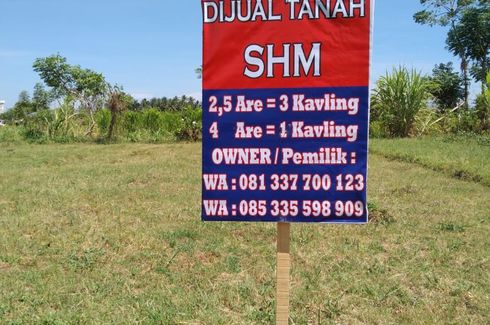 DIJUAL TANAH
SHM
2,5 Are = 3 Kavling
4 Are = 1 Kavling
OWNER / Pemilik :
WA : 081 337 700 123
WA : 085 335 598 909